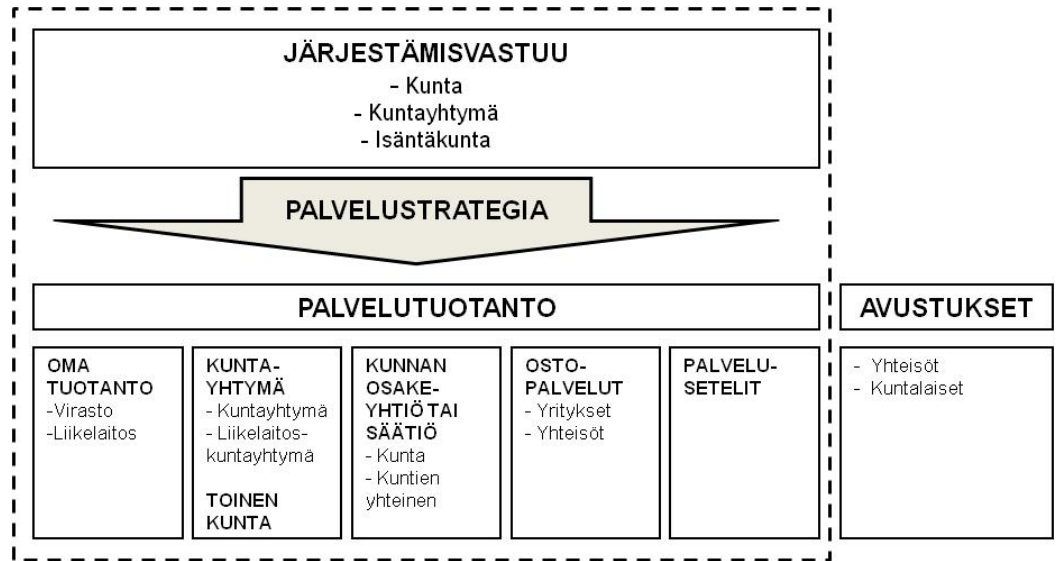 JÄRJESTÄMISVASTUU
- Kunta
- Kuntayhtymä
- Isäntäkunta
PALVELUSTRATEGIA
PALVELUTUOTANTO
AVUSTUKSET
OMA
TUOTANTO
-Virasto
-Liikelaitos
KUNTA-
YHTYMÄ
- Kuntayhtymä
- Liikelaitos-
kuntayhtymä
TOINEN
KUNTA
KUNNAN
OSAKE-
YHTIÖ TAI
SÄÄTIÖ
- Kunta
- Kuntien
yhteinen
OSTO-
PALVELUT
- Yritykset
- Yhteisöt
PALVELU-
SETELIT
- Yhteisöt
- Kuntalaiset